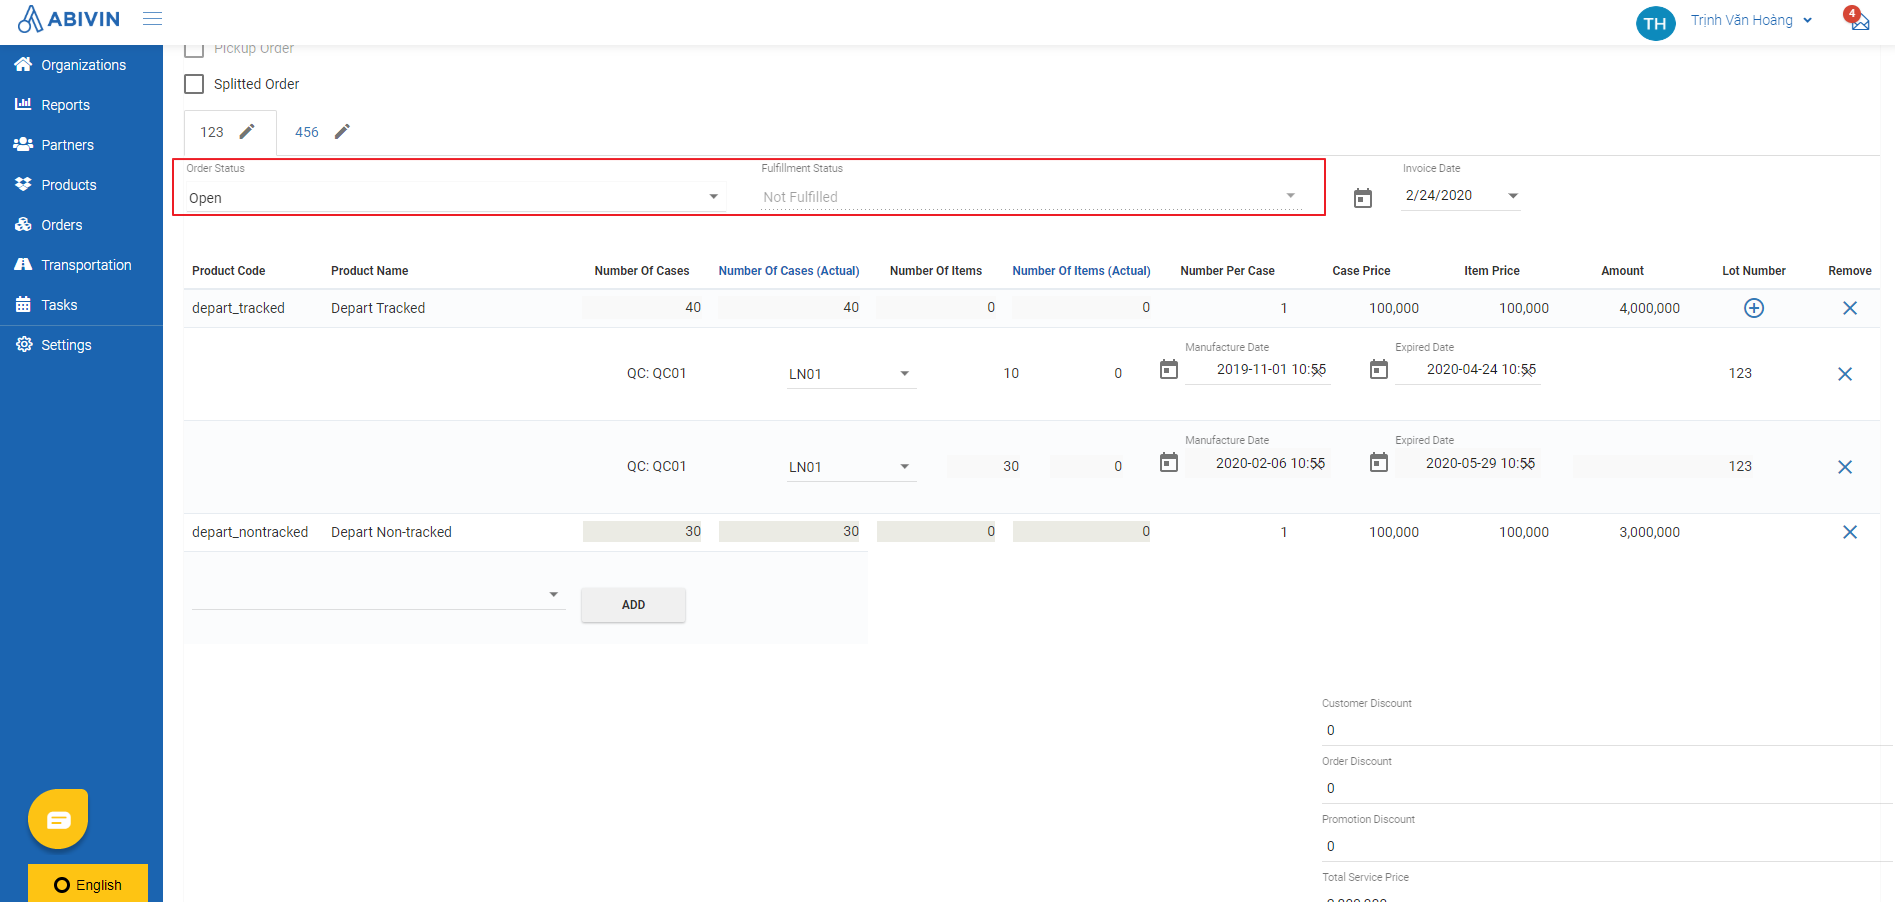 ABIVIN
TH
Trịnh Văn Hoàng
4
Organizations
Reports
Partners
Products
Orders
Transportation
Tasks
Settings
English
Pickup Order
Splitted Order
123 456
Order Status Fulfillment Status Invoice Date
Open Not Fulfilled 2/24/2020
Product Code Product Name Number Of Cases Number Of Cases (Actual) Number Of Items Number Of Items (Actual) Number Per Case Case Price Item Price Amount Lot Number Remove
depart_tracked Depart Tracked 40 40 0 0 1 100,000 100,000 4,000,000
Manufacture Date Expired Date
QC: QC01 LN01 10 0 2019-11-01 10:55 2020-04-24 10:55 123
Manufacture Date Expired Date
QC: QC01 LN01 30 0 2020-02-06 10:55 2020-05-29 10:55 123
depart_nontracked Depart Non-tracked 30 30 0 0 1 100,000 100,000 3,000,000
ADD
Customer Discount
0
Order Discount
0
Promotion Discount
0
Total Service Price